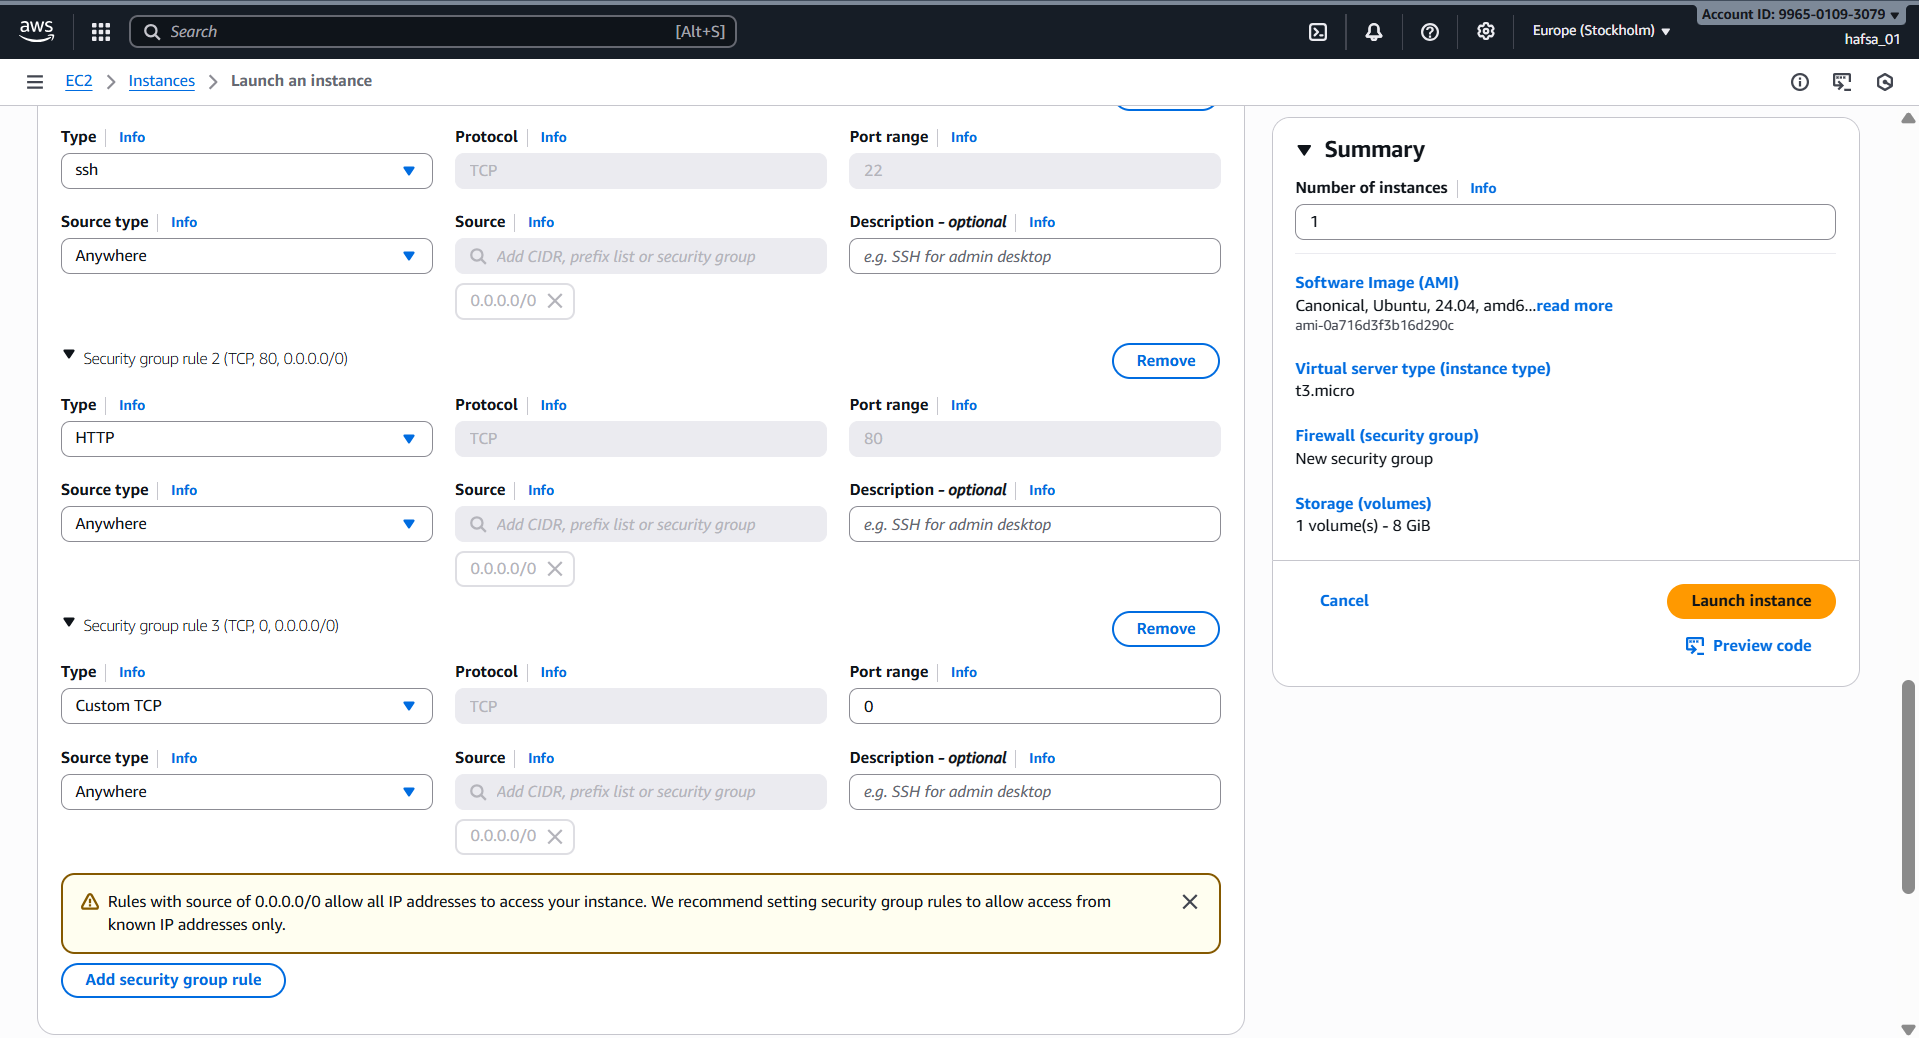 aws
Search
[Alt+S]
Europe (Stockholm)
Account ID: 9965-0109-3079
hafsa_01
EC2
Instances
Launch an instance
Type Info
Protocol Info
Port range Info
ssh
TCP
22
Source type Info
Source Info
Description - optional Info
Anywhere
Add CIDR, prefix list or security group
e.g. SSH for admin desktop
0.0.0.0/0
Security group rule 2 (TCP, 80, 0.0.0.0/0)
Remove
Type Info
Protocol Info
Port range Info
HTTP
TCP
80
Source type Info
Source Info
Description - optional Info
Anywhere
Add CIDR, prefix list or security group
e.g. SSH for admin desktop
0.0.0.0/0
Security group rule 3 (TCP, 0, 0.0.0.0/0)
Remove
Type Info
Protocol Info
Port range Info
Custom TCP
TCP
0
Source type Info
Source Info
Description - optional Info
Anywhere
Add CIDR, prefix list or security group
e.g. SSH for admin desktop
0.0.0.0/0
Rules with source of 0.0.0.0/0 allow all IP addresses to access your instance. We recommend setting security group rules to allow access from
known IP addresses only.
Add security group rule
Summary
Number of instances Info
1
Software Image (AMI)
Canonical, Ubuntu, 24.04, amd6...read more
ami-0a716d3f3b16d290c
Virtual server type (instance type)
t3.micro
Firewall (security group)
New security group
Storage (volumes)
1 volume(s) - 8 GiB
Cancel
Launch instance
Preview code